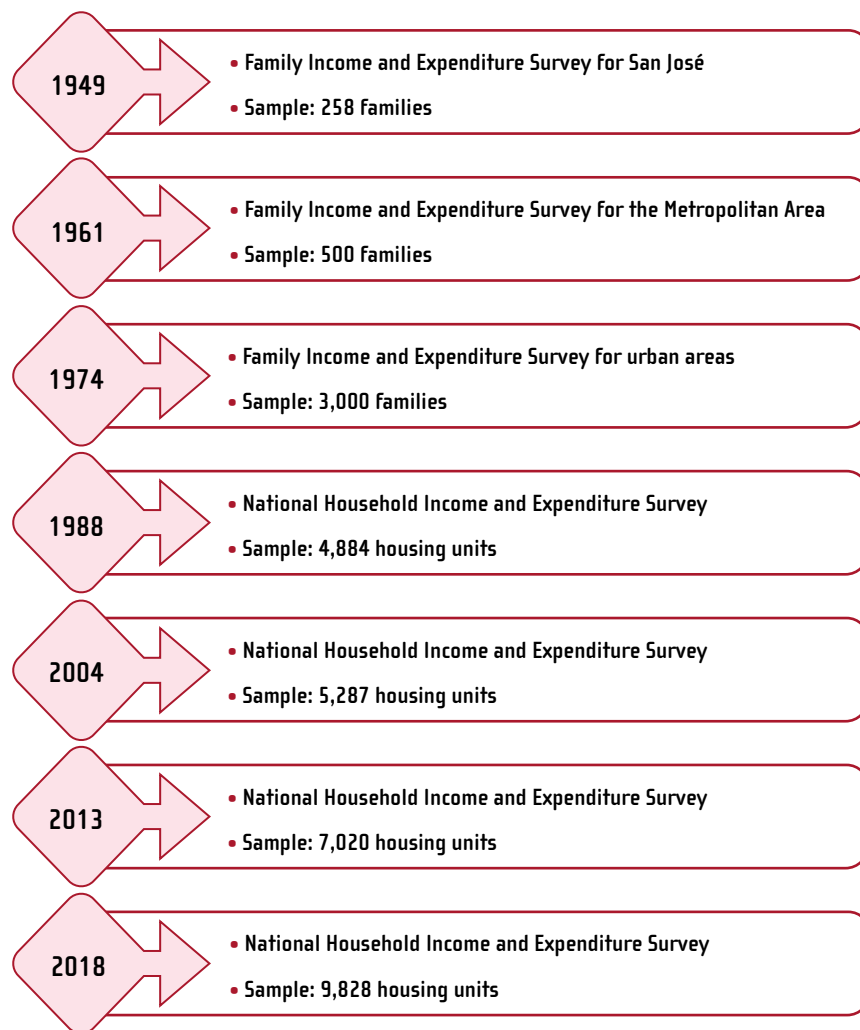 1949
• Family Income and Expenditure Survey for San José
• Sample: 258 families
1961
• Family Income and Expenditure Survey for the Metropolitan Area
• Sample: 500 families
1974
• Family Income and Expenditure Survey for urban areas
• Sample: 3,000 families
1988
• National Household Income and Expenditure Survey
• Sample: 4,884 housing units
2004
• National Household Income and Expenditure Survey
• Sample: 5,287 housing units
2013
• National Household Income and Expenditure Survey
• Sample: 7,020 housing units
2018
• National Household Income and Expenditure Survey
• Sample: 9,828 housing units